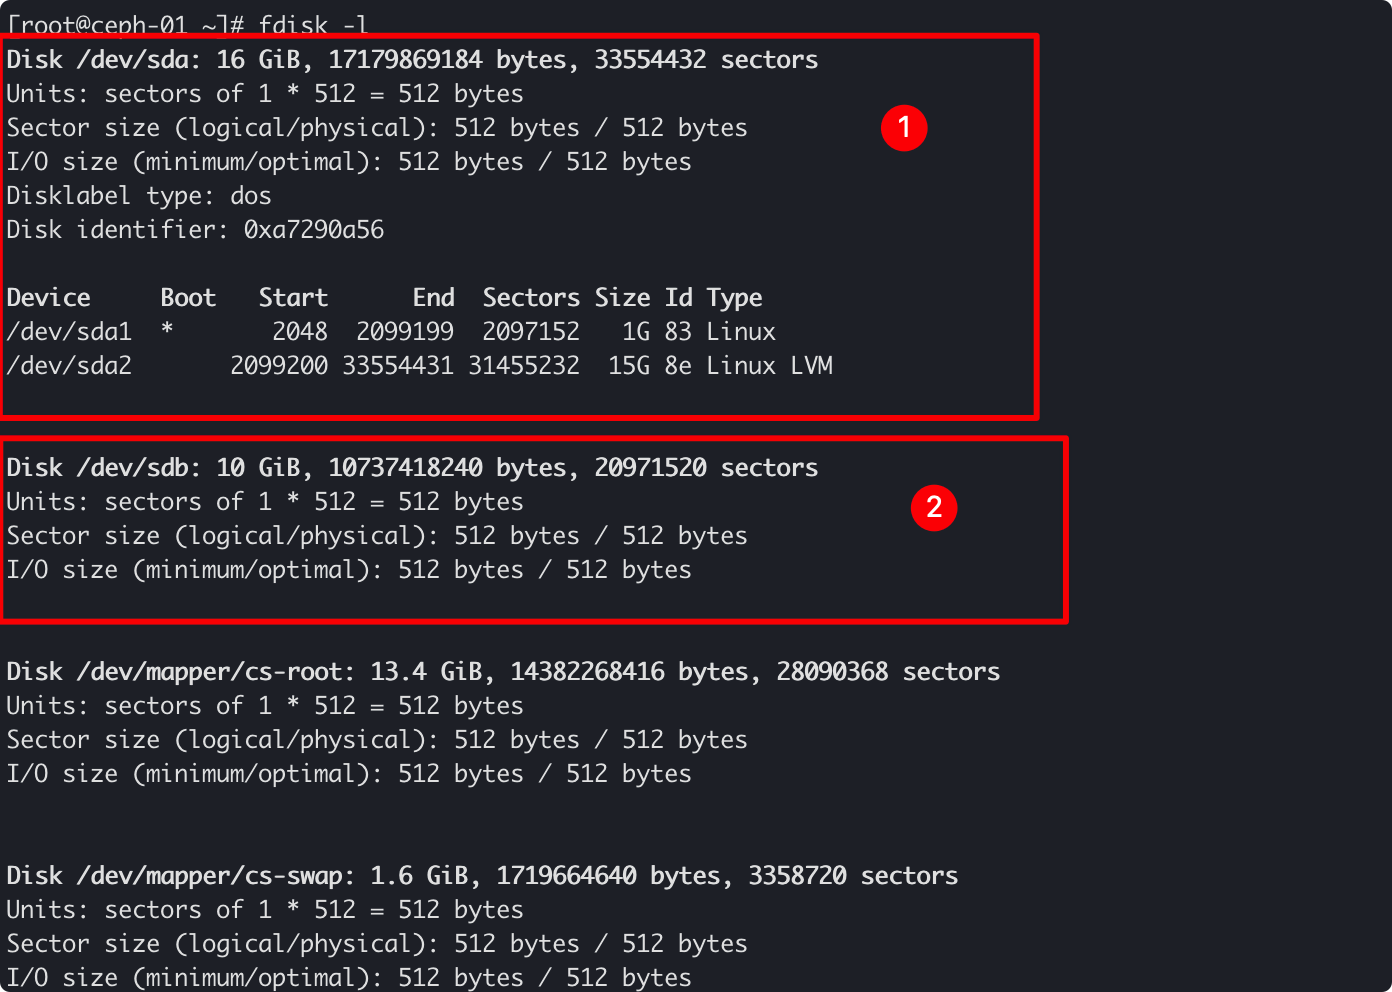 [root@ceph-01 ~]# fdisk -l
Disk /dev/sda: 16 GiB, 17179869184 bytes, 33554432 sectors
Units: sectors of 1 * 512 = 512 bytes
Sector size (logical/physical): 512 bytes / 512 bytes
1
I/O size (minimum/optimal): 512 bytes / 512 bytes
Disklabel type: dos
Disk identifier: 0xa7290a56
Device     Boot   Start      End  Sectors Size Id Type
/dev/sda1  *       2048  2099199  2097152   1G 83 Linux
/dev/sda2       2099200 33554431 31455232  15G 8e Linux LVM
Disk /dev/sdb: 10 GiB, 10737418240 bytes, 20971520 sectors
Units: sectors of 1 * 512 = 512 bytes
2
Sector size (logical/physical): 512 bytes / 512 bytes
I/O size (minimum/optimal): 512 bytes / 512 bytes
Disk /dev/mapper/cs-root: 13.4 GiB, 14382268416 bytes, 28090368 sectors
Units: sectors of 1 * 512 = 512 bytes
Sector size (logical/physical): 512 bytes / 512 bytes
I/O size (minimum/optimal): 512 bytes / 512 bytes
Disk /dev/mapper/cs-swap: 1.6 GiB, 1719664640 bytes, 3358720 sectors
Units: sectors of 1 * 512 = 512 bytes
Sector size (logical/physical): 512 bytes / 512 bytes
I/O size (minimum/optimal): 512 bytes / 512 bytes